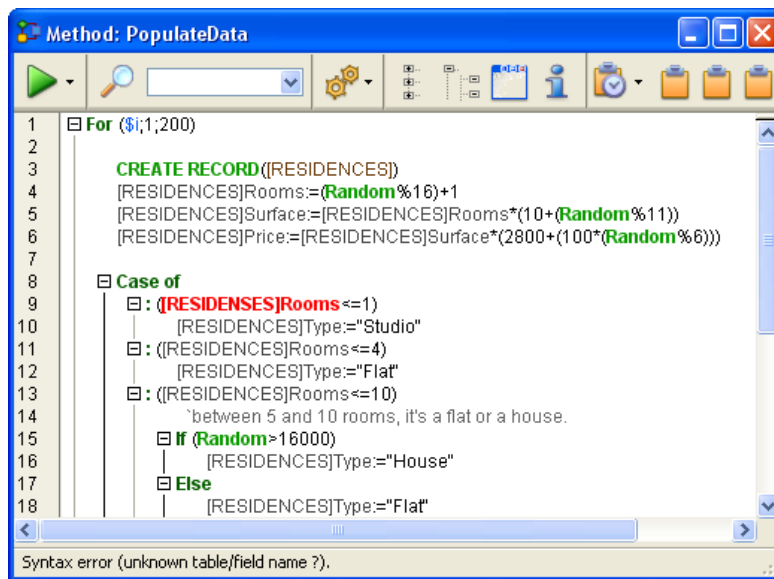 Method: PopulateData
1 For ($i;1;200)
2
3 CREATE RECORD([RESIDENCES])
4 [RESIDENCES]Rooms:=(Random%16)+1
5 [RESIDENCES]Surface:=[RESIDENCES]Rooms*(10+(Random%11))
6 [RESIDENCES]Price:=[RESIDENCES]Surface*(2800+(100*(Random%6)))
7
8 Case of
9 : ([RESIDENSES]Rooms<=1)
10 [RESIDENCES]Type:="Studio"
11 : ([RESIDENCES]Rooms<=4)
12 [RESIDENCES]Type:="Flat"
13 : ([RESIDENCES]Rooms<=10)
14 `between 5 and 10 rooms, it's a flat or a house.
15 If (Random>16000)
16 [RESIDENCES]Type:="House"
17 Else
18 [RESIDENCES]Type:="Flat"
Syntax error (unknown table/field name ?).